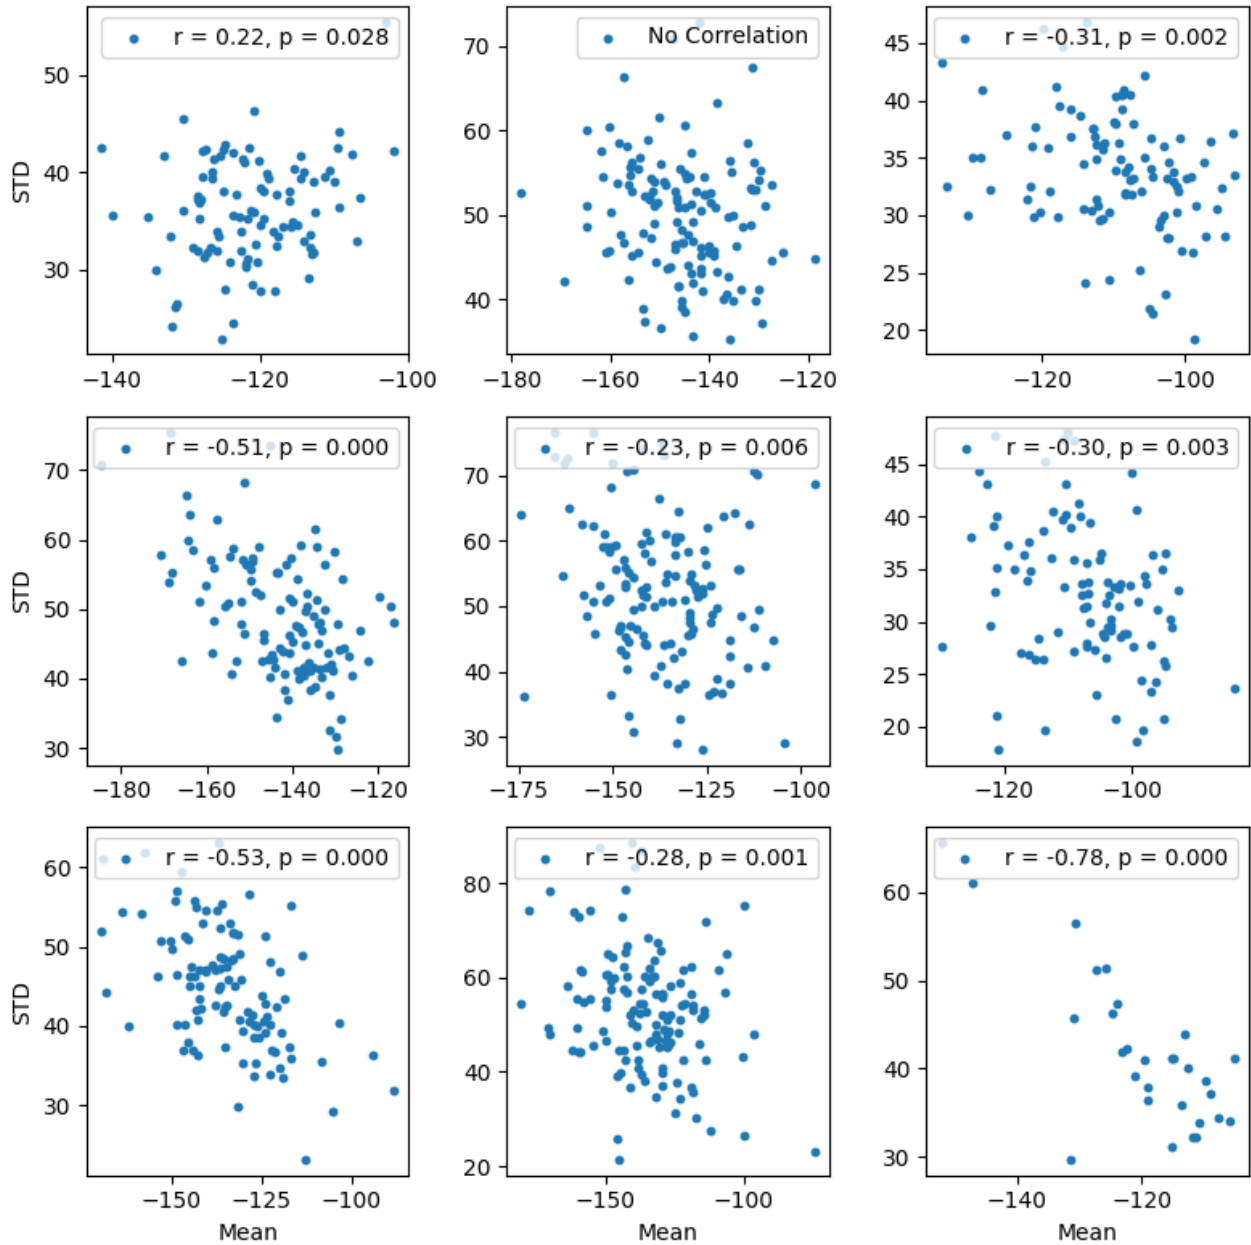 r = 0.22, p = 0.028
No Correlation
r = -0.31, p = 0.002
STD
50
40
30
70
60
50
40
45
40
35
30
25
20
−140 −120 −100
−180 −160 −140 −120
−120 −100
r = -0.51, p = 0.000
r = -0.23, p = 0.006
r = -0.30, p = 0.003
STD
70
60
50
40
30
70
60
50
40
30
45
40
35
30
25
20
−180 −160 −140 −120
−175 −150 −125 −100
−120 −100
r = -0.53, p = 0.000
r = -0.28, p = 0.001
r = -0.78, p = 0.000
STD
60
50
40
30
80
60
40
20
60
50
40
30
−150 −125 −100
−150 −100
−140 −120
Mean Mean Mean